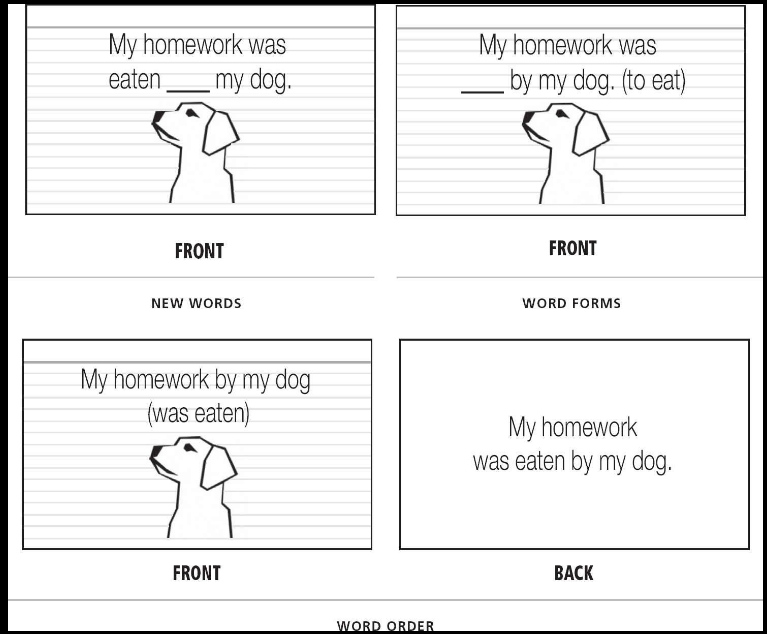 My homework was
eaten ____ my dog.
FRONT
NEW WORDS
My homework was
____ by my dog. (to eat)
FRONT
WORD FORMS
My homework by my dog
(was eaten)
FRONT
My homework
was eaten by my dog.
BACK
WORD ORDER